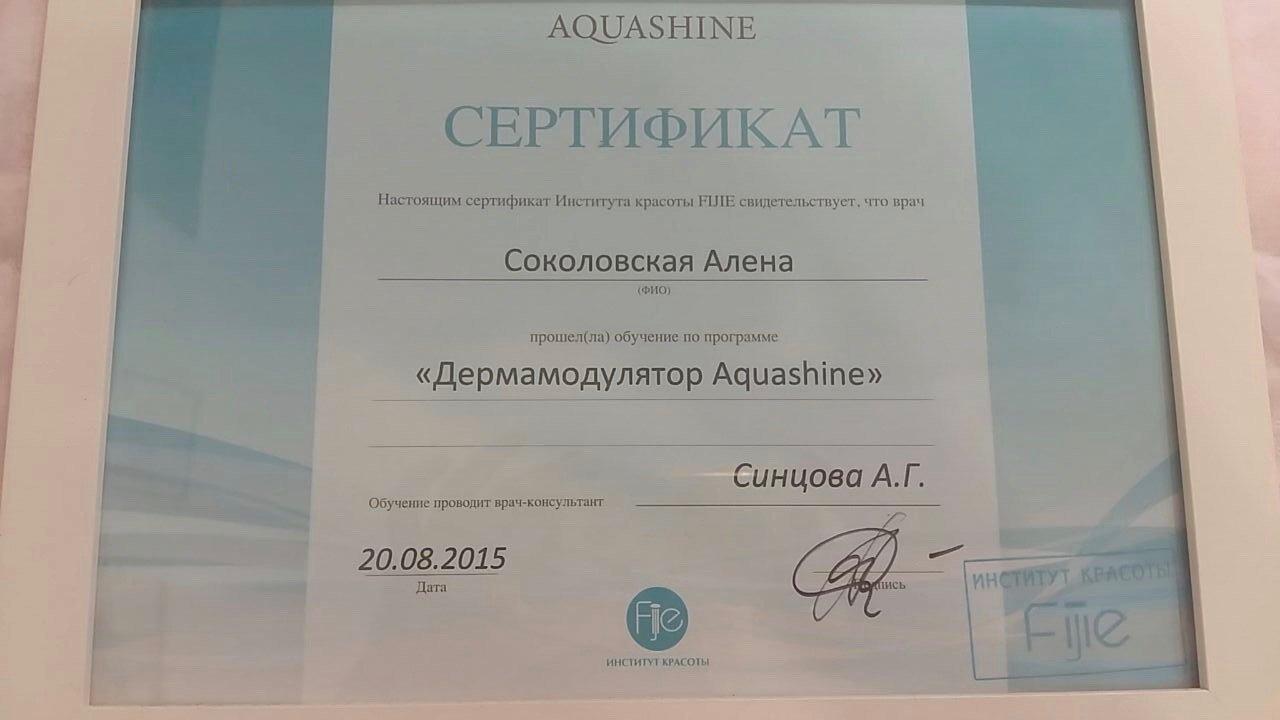 AQUASHINE
СЕРТИФИКАТ
Настоящим сертификат Института красоты FIJIE свидетельствует, что врач
Соколовская Алена
(ФИО)
прошел(ла) обучение по программе
«Дермамодулятор Aquashine»
Синцова А.Г.
Обучение проводит врач-консультант
20.08.2015
Дата
Подпись
Fijie
ИНСТИТУТ КРАСОТЫ
ИНСТИТУТ КРАСОТЫ
Fijie